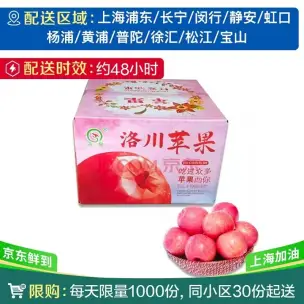 配送区域：上海浦东/长宁/闵行/静安/虹口
杨浦/黄浦/普陀/徐汇/松江/宝山
配送时效：约48小时
洛川苹果
苹果
京东鲜到
上海加油
限购：每天限量1000份，同小区30份起送